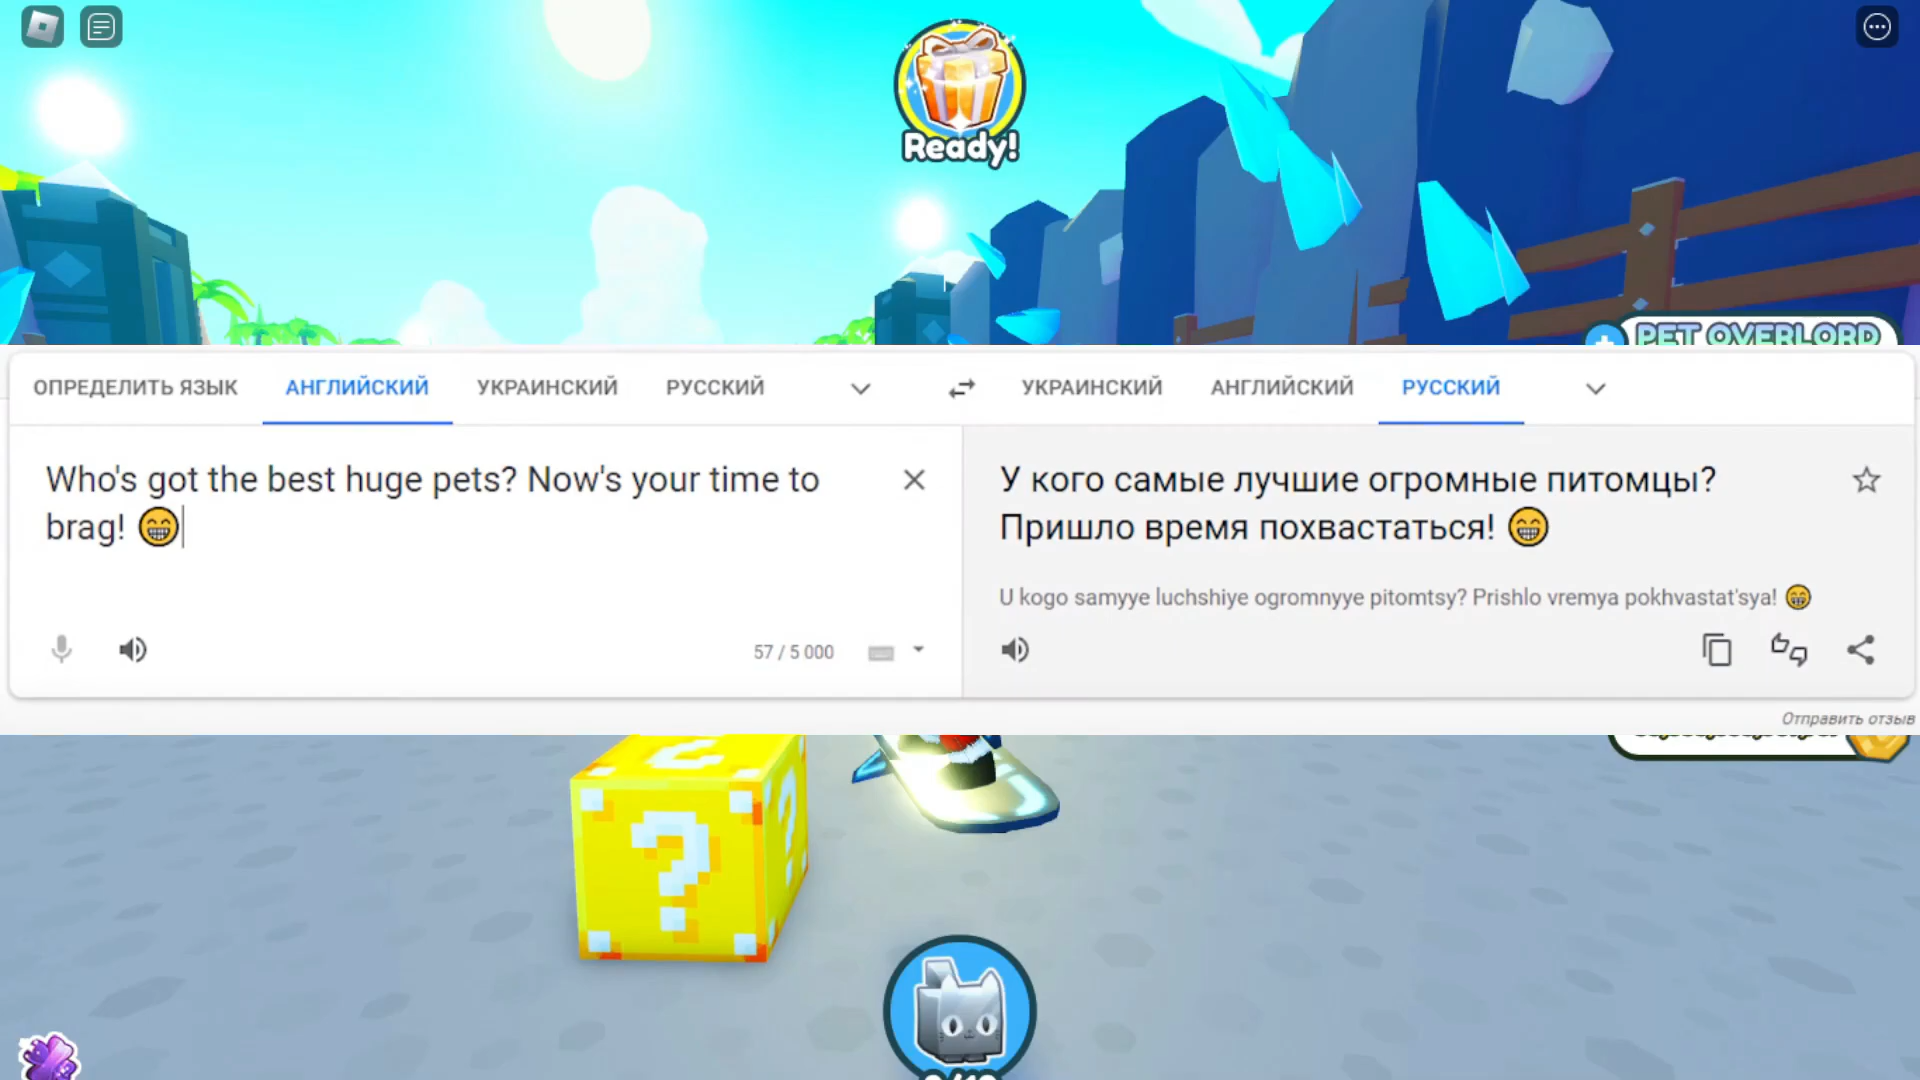 Ready!
PET OVERLORD
ОПРЕДЕЛИТЬ ЯЗЫК АНГЛИЙСКИЙ УКРАИНСКИЙ РУССКИЙ УКРАИНСКИЙ АНГЛИЙСКИЙ РУССКИЙ
Who's got the best huge pets? Now's your time to
brag! 😁
У кого самые лучшие огромные питомцы?
Пришло время похвастаться! 😁
U kogo samyye luchshiye ogromnyye pitomtsy? Prishlo vremya pokhvastat'sya! 😁
57 / 5 000
Отправить отзыв
?
?